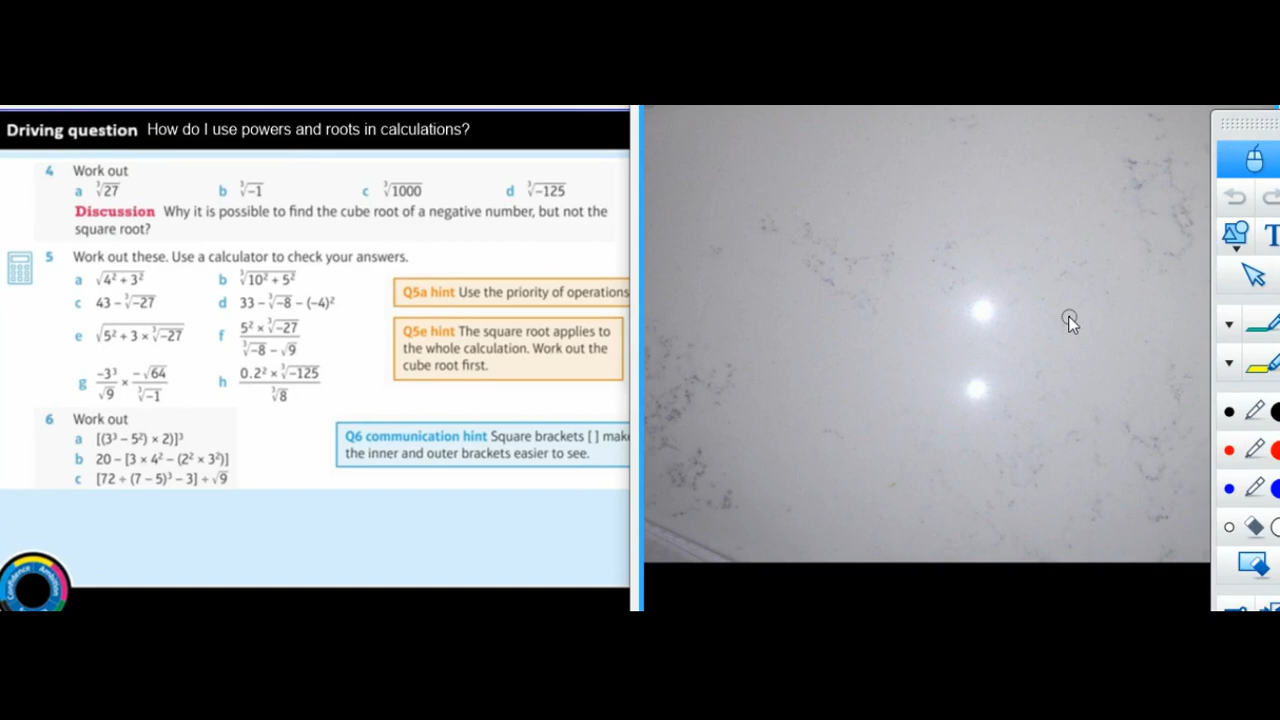 Driving question How do I use powers and roots in calculations?
4 Work out
a ∛27 b ∛−1 c ∛1000 d ∛−125
Discussion Why it is possible to find the cube root of a negative number, but not the
square root?
5 Work out these. Use a calculator to check your answers.
a √(4² + 3²) b ∛(10² + 5²)
Q5a hint Use the priority of operations
c 43 − ∛−27 d 33 − ∛−8 − (−4)²
e √(5² + 3 × ∛−27) f (5² × ∛−27)/(∛−8 − √9)
Q5e hint The square root applies to
the whole calculation. Work out the
cube root first.
g −3³/√9 × −√64/∛−1 h (0.2² × ∛−125)/∛8
6 Work out
a [(3³ − 5²) × 2)]³
b 20 − [3 × 4² − (2² × 3²)]
c [72 ÷ (7 − 5)³ − 3] ÷ √9
Q6 communication hint Square brackets [ ] make
the inner and outer brackets easier to see.
Confidence
T